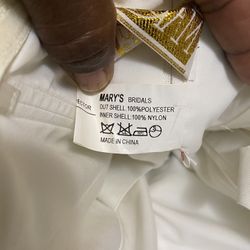 MARY'S BRIDALS
OUT SHELL:100%POLYESTER
INNER SHELL:100% NYLON
MADE IN CHINA